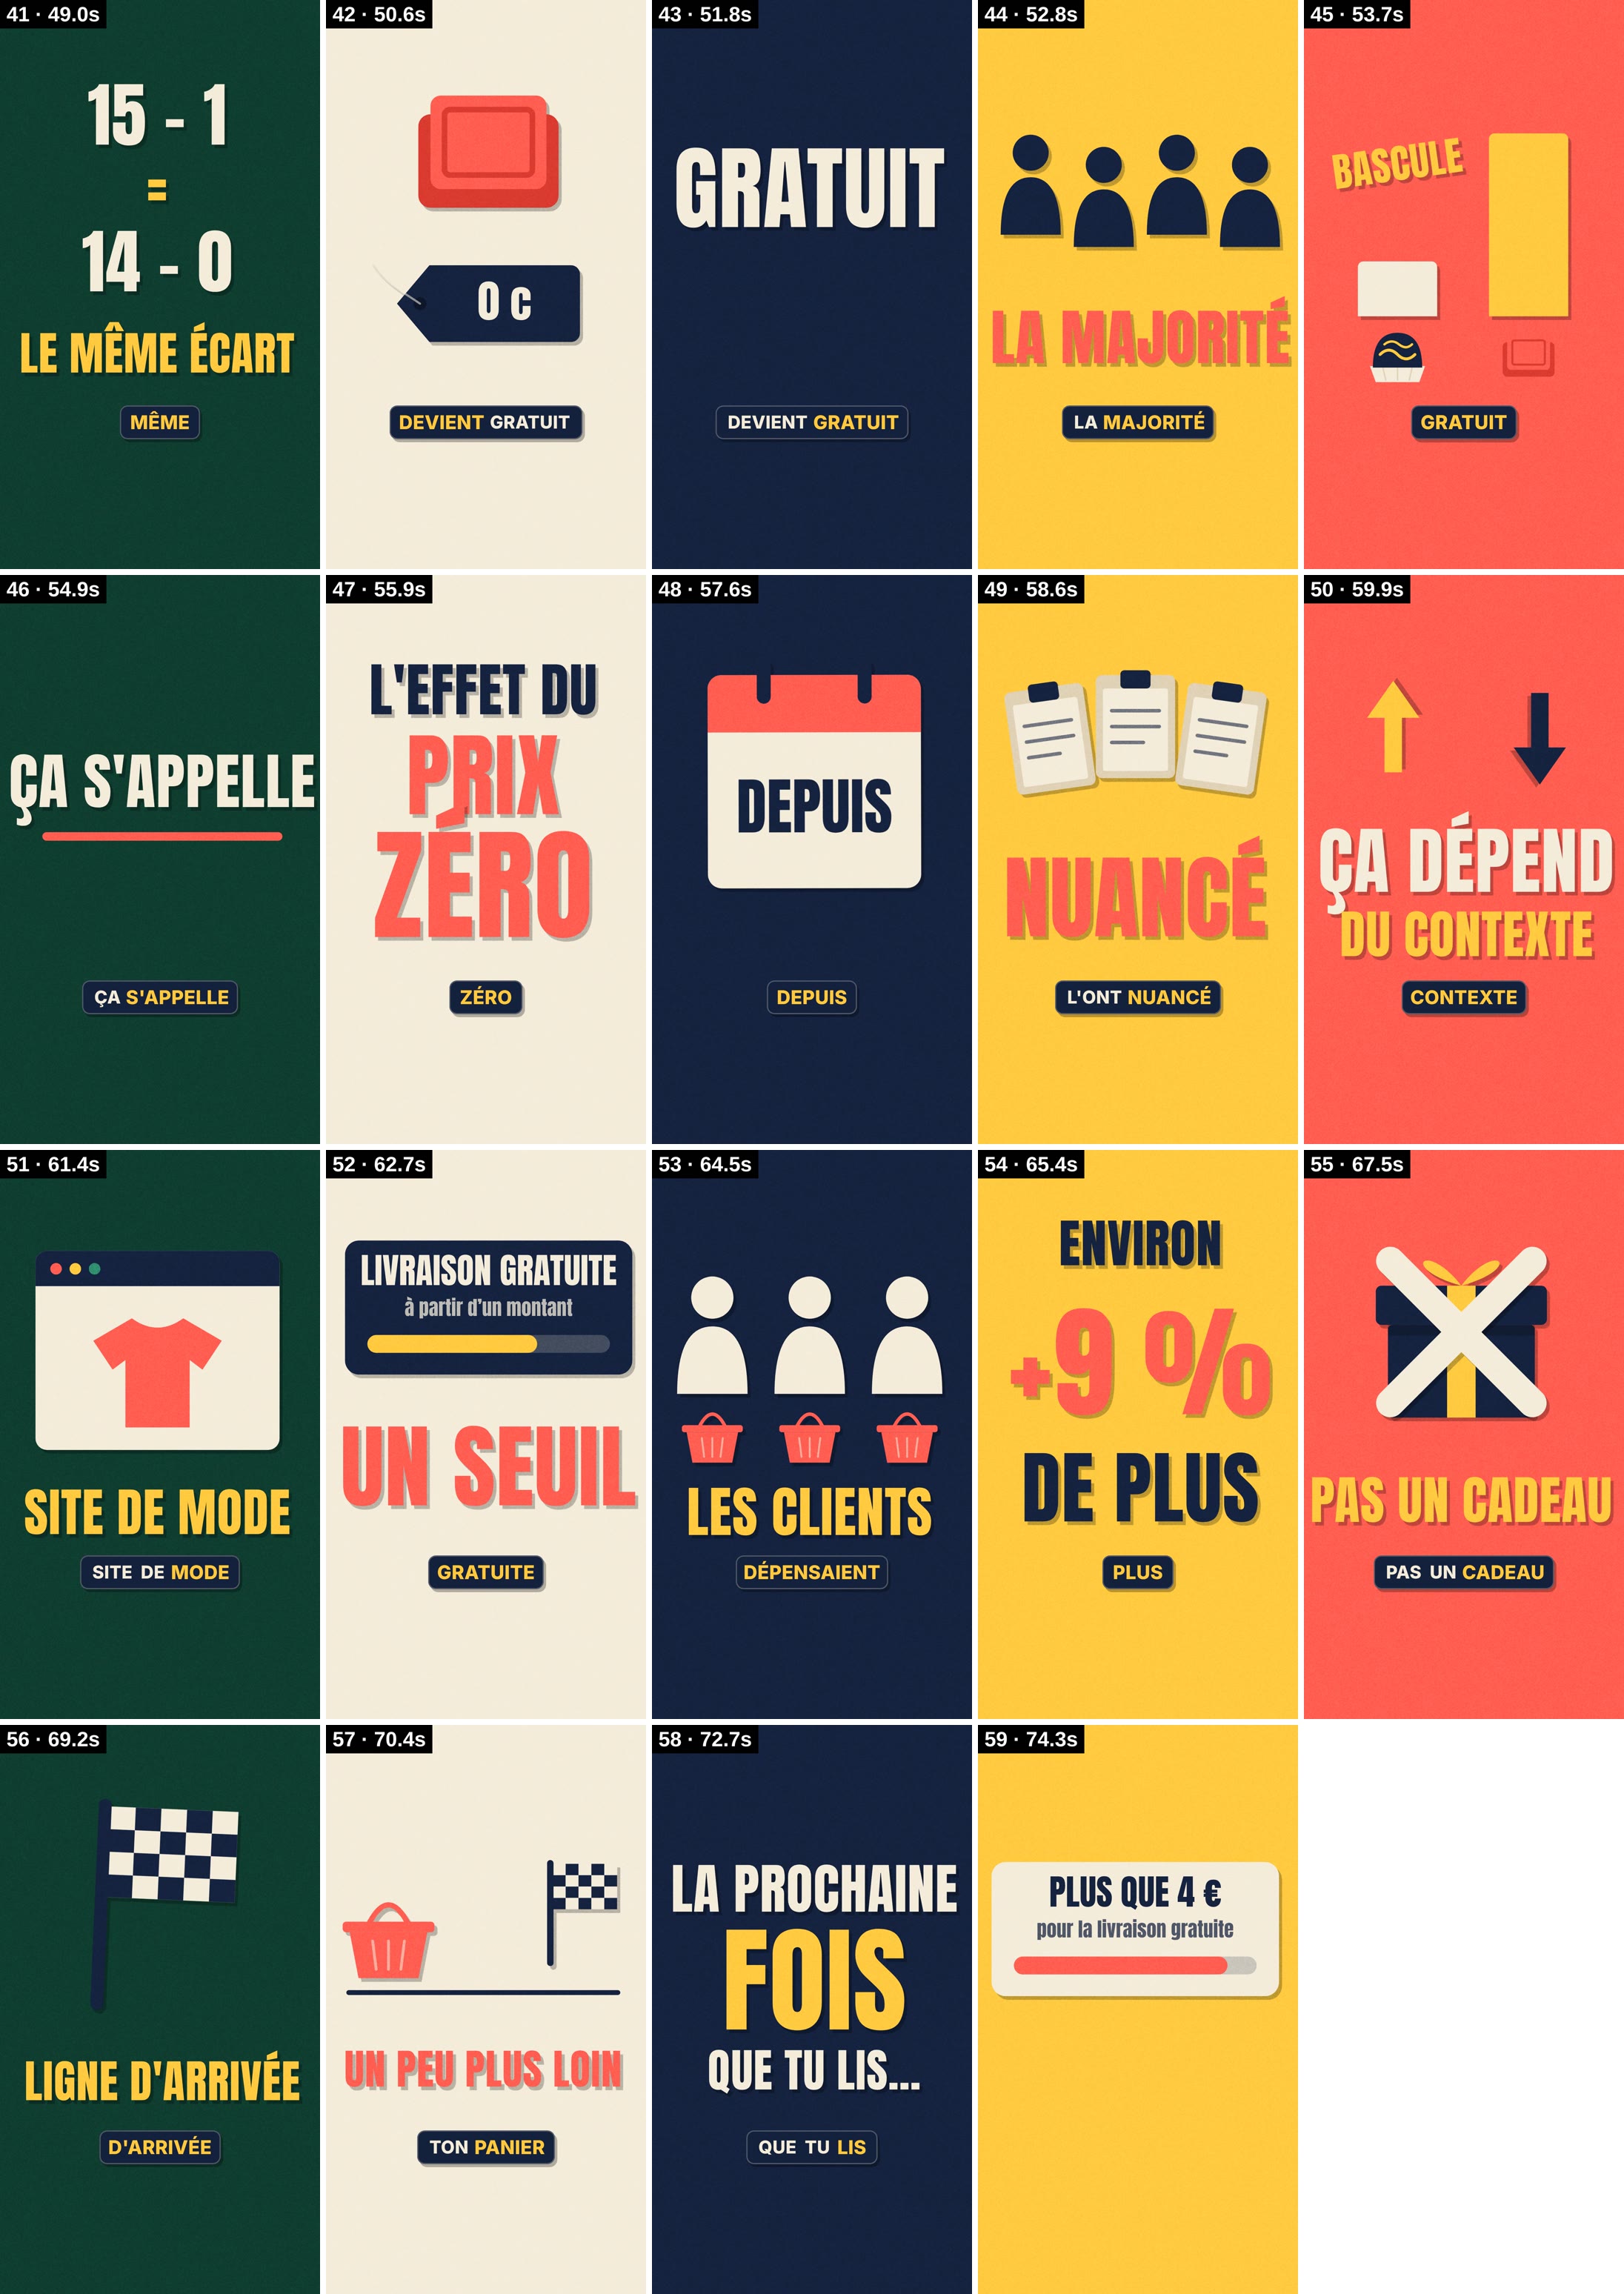 41 · 49.0s
15 - 1
=
14 - 0
LE MÊME ÉCART
MÊME
42 · 50.6s
0 c
DEVIENT GRATUIT
43 · 51.8s
GRATUIT
DEVIENT GRATUIT
44 · 52.8s
LA MAJORITÉ
LA MAJORITÉ
45 · 53.7s
BASCULE
GRATUIT
46 · 54.9s
ÇA S'APPELLE
ÇA S'APPELLE
47 · 55.9s
L'EFFET DU
PRIX
ZÉRO
ZÉRO
48 · 57.6s
DEPUIS
DEPUIS
49 · 58.6s
NUANCÉ
L'ONT NUANCÉ
50 · 59.9s
ÇA DÉPEND
DU CONTEXTE
CONTEXTE
51 · 61.4s
SITE DE MODE
SITE DE MODE
52 · 62.7s
LIVRAISON GRATUITE
à partir d'un montant
UN SEUIL
GRATUITE
53 · 64.5s
LES CLIENTS
DÉPENSAIENT
54 · 65.4s
ENVIRON
+9 %
DE PLUS
PLUS
55 · 67.5s
PAS UN CADEAU
PAS UN CADEAU
56 · 69.2s
LIGNE D'ARRIVÉE
D'ARRIVÉE
57 · 70.4s
UN PEU PLUS LOIN
TON PANIER
58 · 72.7s
LA PROCHAINE
FOIS
QUE TU LIS...
QUE TU LIS
59 · 74.3s
PLUS QUE 4 €
pour la livraison gratuite